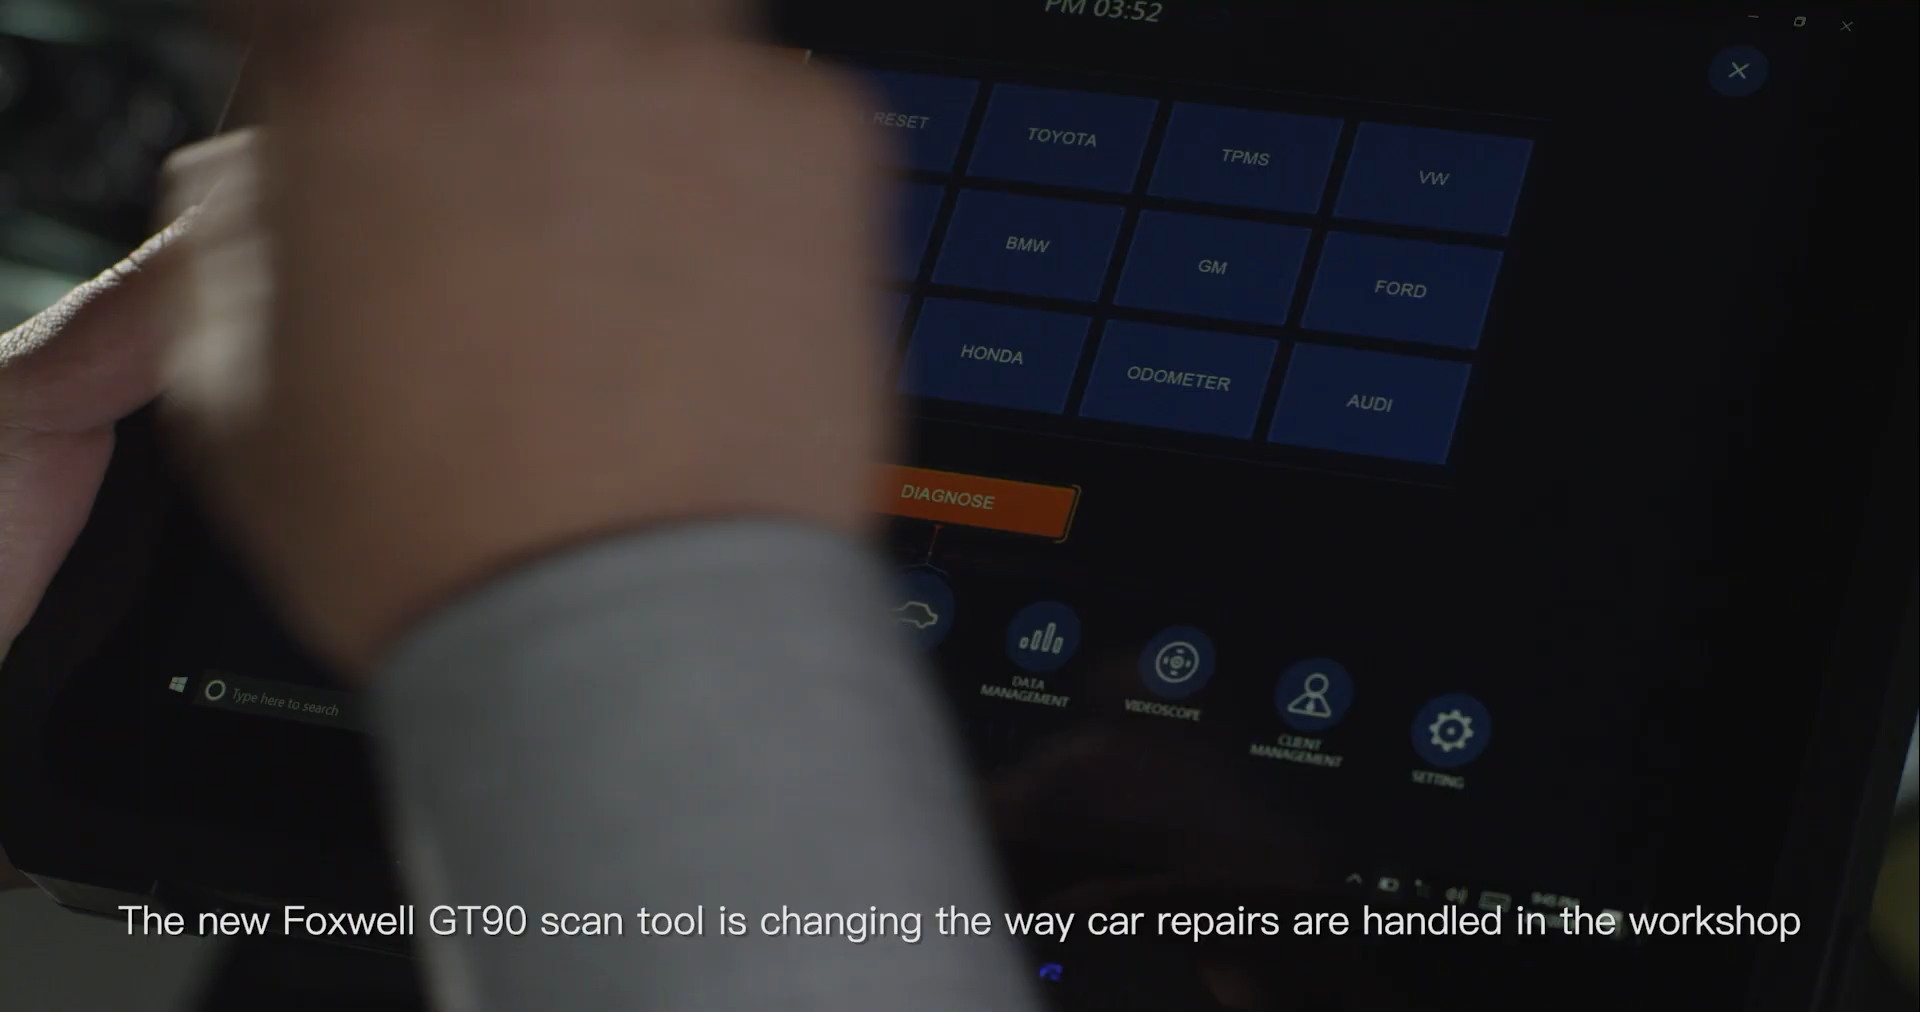 PM 03:52
RESET
TOYOTA
TPMS
VW
BMW
GM
FORD
HONDA
ODOMETER
AUDI
DIAGNOSE
DATA
MANAGEMENT
VIDEOSCOPE
CLIENT
MANAGEMENT
SETTING
Type here to search
The new Foxwell GT90 scan tool is changing the way car repairs are handled in the workshop